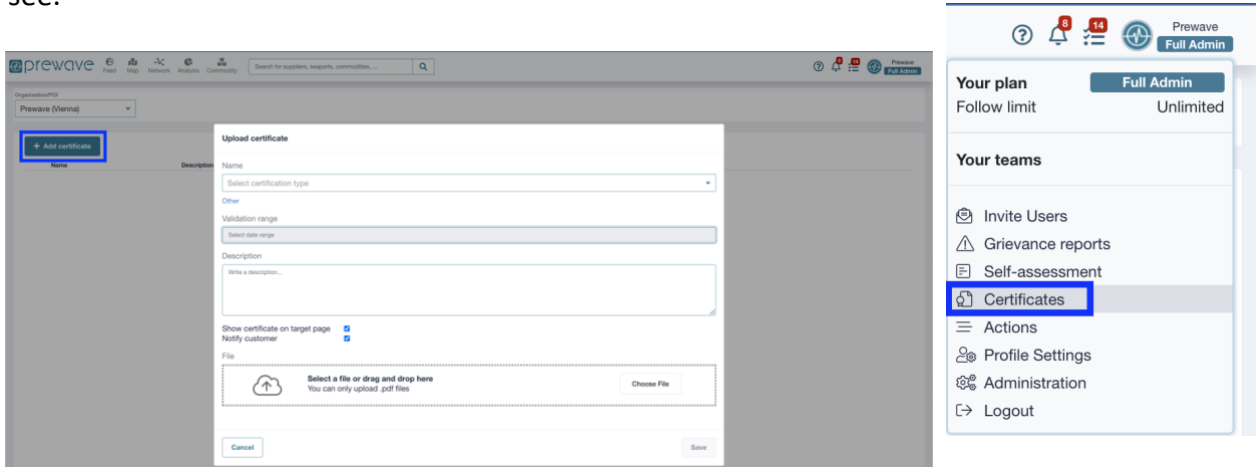 see:
prewave
Feed
Map
Network
Analysis
Commodity
Search for suppliers, seaports, commodities, ...
Prewave
Full Admin
Organization/POI
Prewave (Vienna)
+ Add certificate
Name
Description
Upload certificate
Name
Select certification type
Other
Validation range
Select date range
Description
Write a description...
Show certificate on target page
Notify customer
File
Select a file or drag and drop here
You can only upload .pdf files
Choose File
Cancel
Save
8
14
Prewave
Full Admin
Your plan
Full Admin
Follow limit
Unlimited
Your teams
Invite Users
Grievance reports
Self-assessment
Certificates
Actions
Profile Settings
Administration
Logout